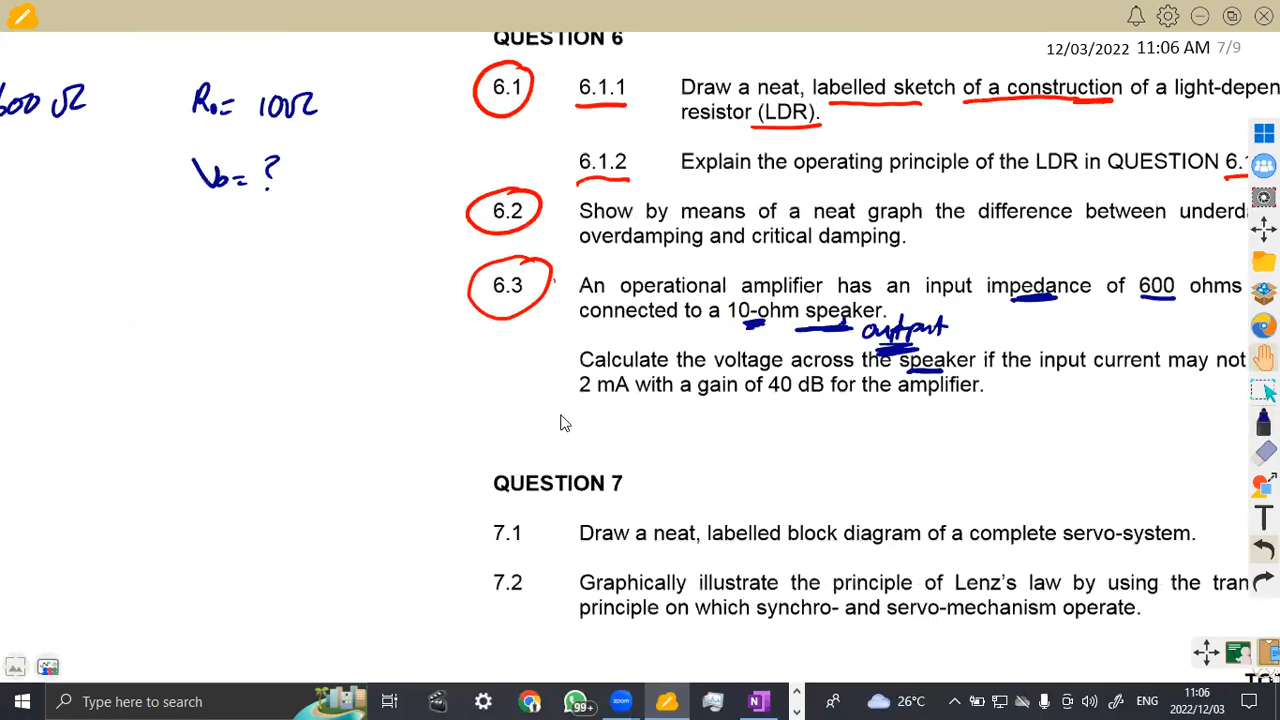 QUESTION 6
12/03/2022 11:06 AM 7/9
600 Ω R₀ = 10Ω
V₀ = ?
6.1 6.1.1 Draw a neat, labelled sketch of a construction of a light-depen
resistor (LDR).
6.1.2 Explain the operating principle of the LDR in QUESTION 6.
6.2 Show by means of a neat graph the difference between underda
overdamping and critical damping.
6.3 An operational amplifier has an input impedance of 600 ohms
connected to a 10-ohm speaker.
output
Calculate the voltage across the speaker if the input current may not
2 mA with a gain of 40 dB for the amplifier.
QUESTION 7
7.1 Draw a neat, labelled block diagram of a complete servo-system.
7.2 Graphically illustrate the principle of Lenz's law by using the tran
principle on which synchro- and servo-mechanism operate.
T
Type here to search
99+
zoom
N
26°C
ENG
11:06
2022/12/03